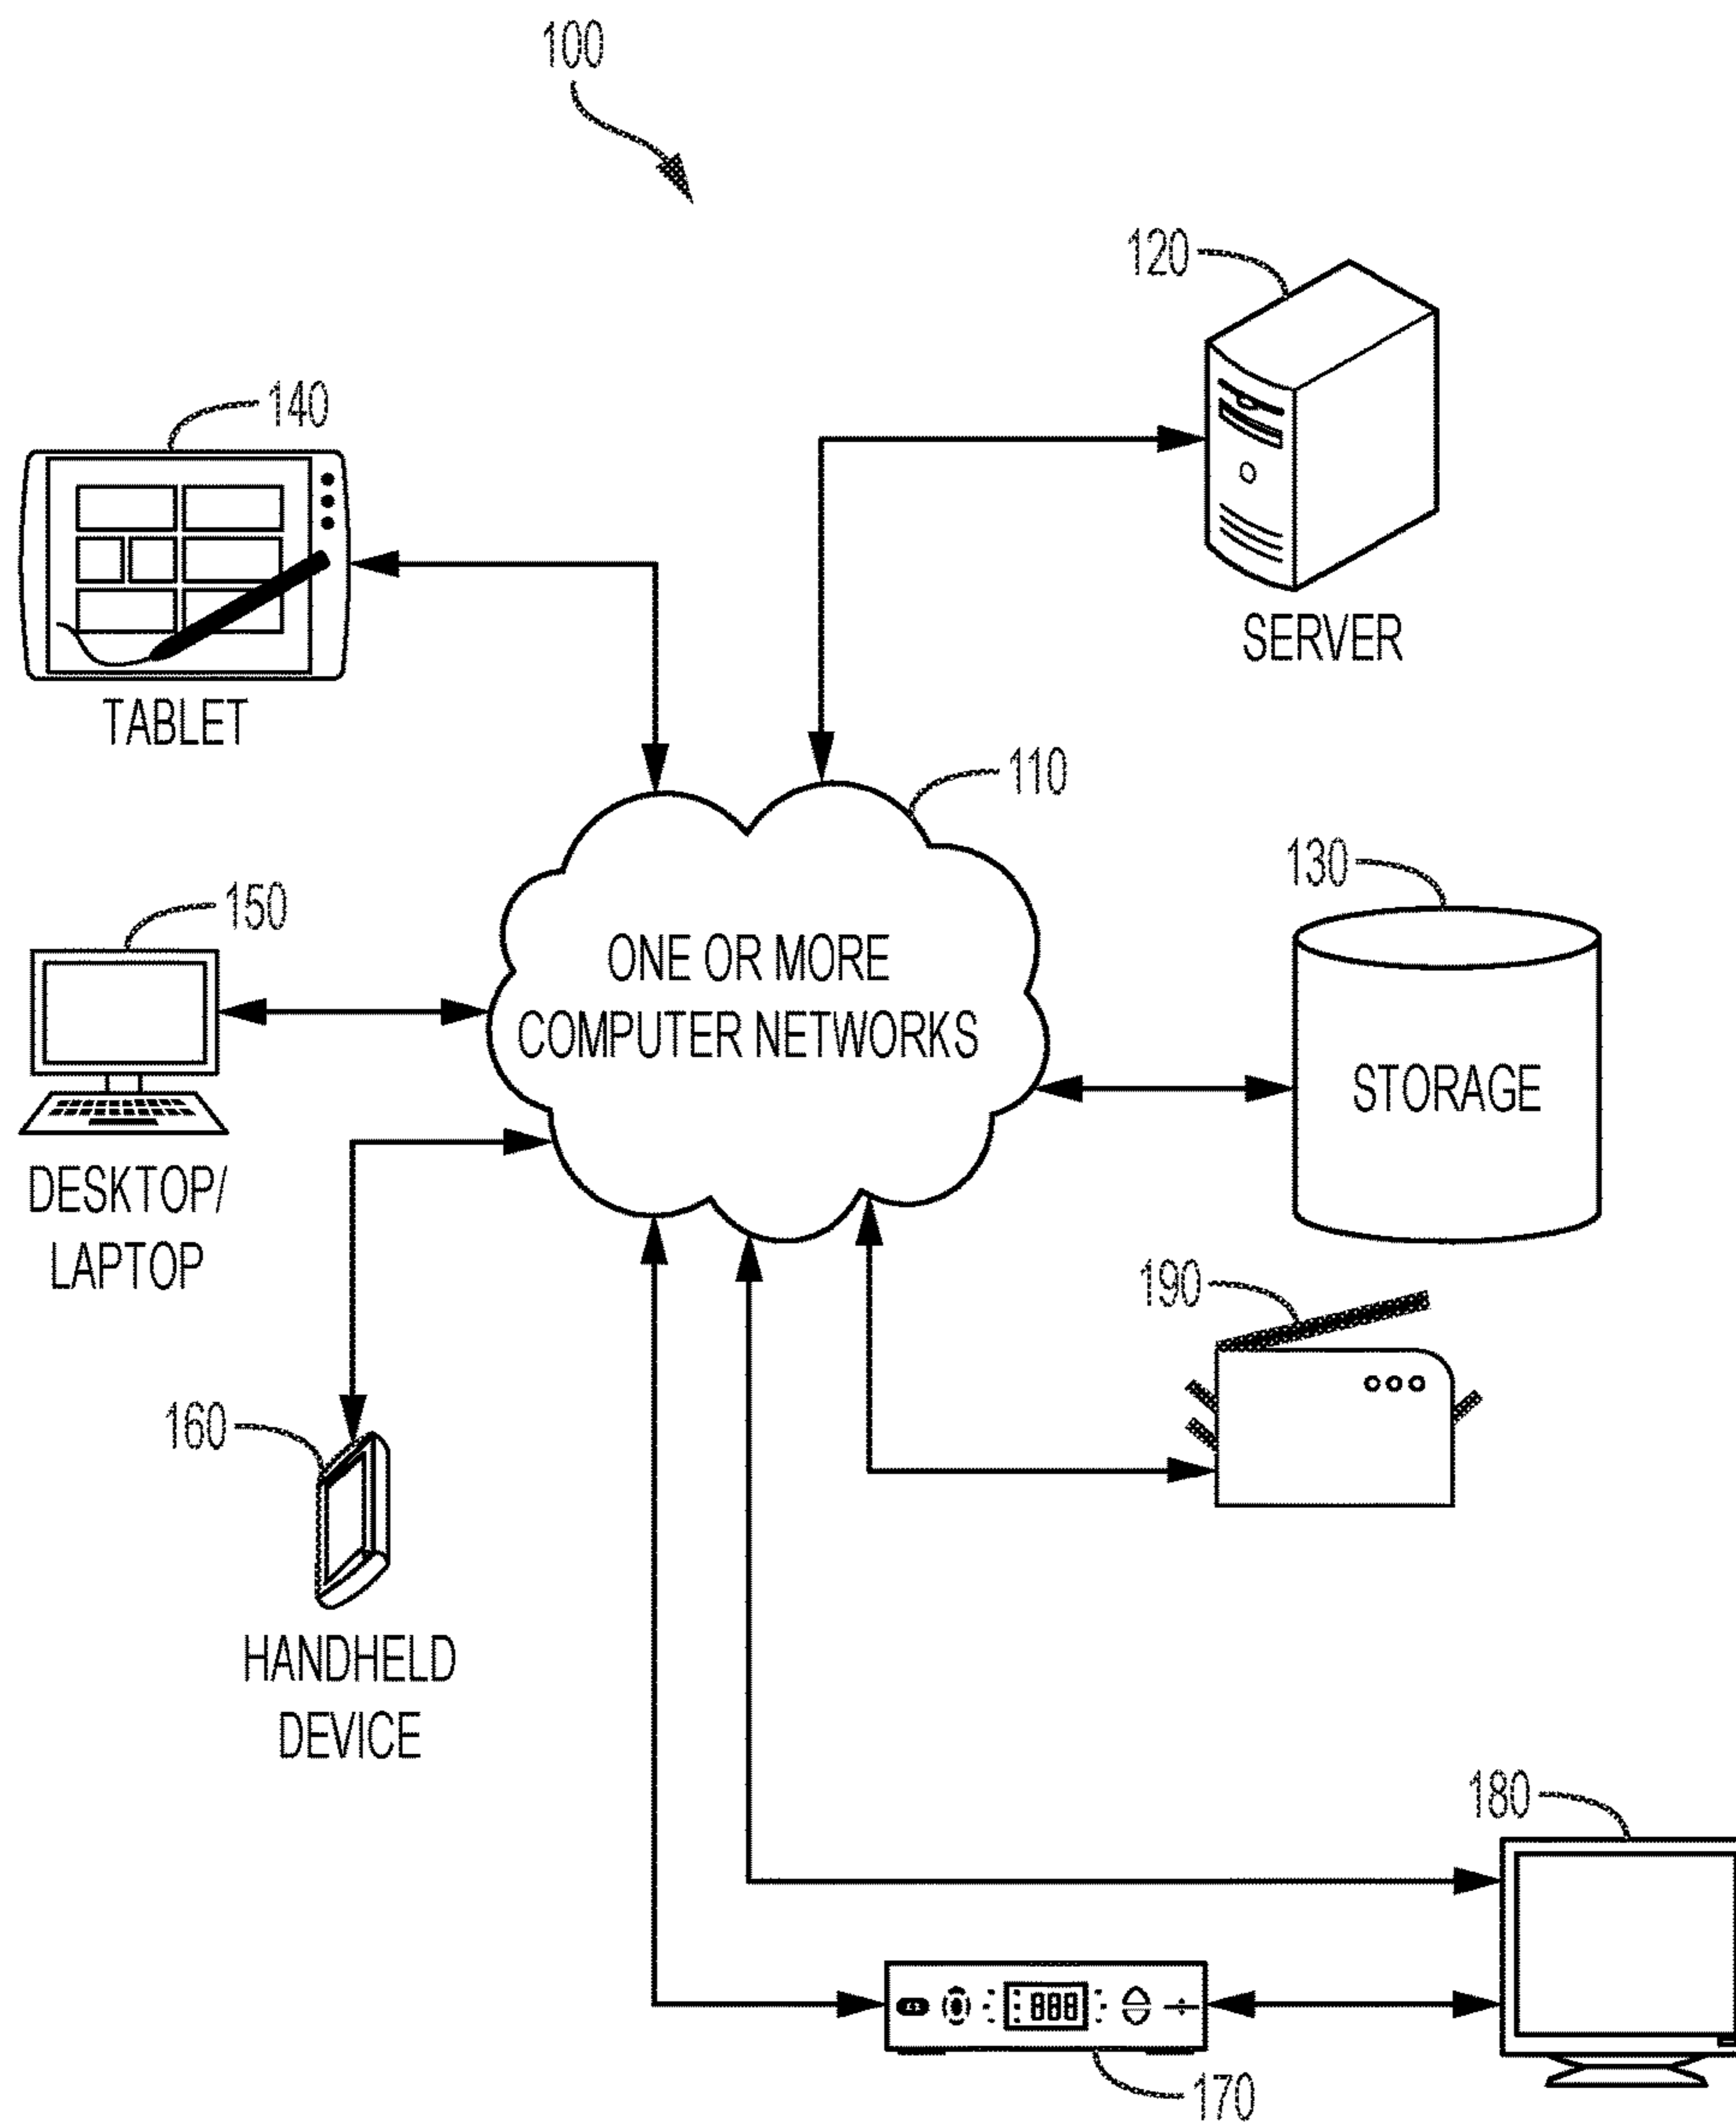 100
120
140
SERVER
TABLET
110
130
150
ONE OR MORE
COMPUTER NETWORKS
STORAGE
DESKTOP/
LAPTOP
190
160
HANDHELD
DEVICE
180
888
170